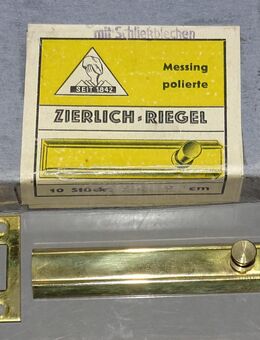 mit Schließblechen
Messing
polierte
SEIT 1842
ZIERLICH-RIEGEL
10 Stück
cm